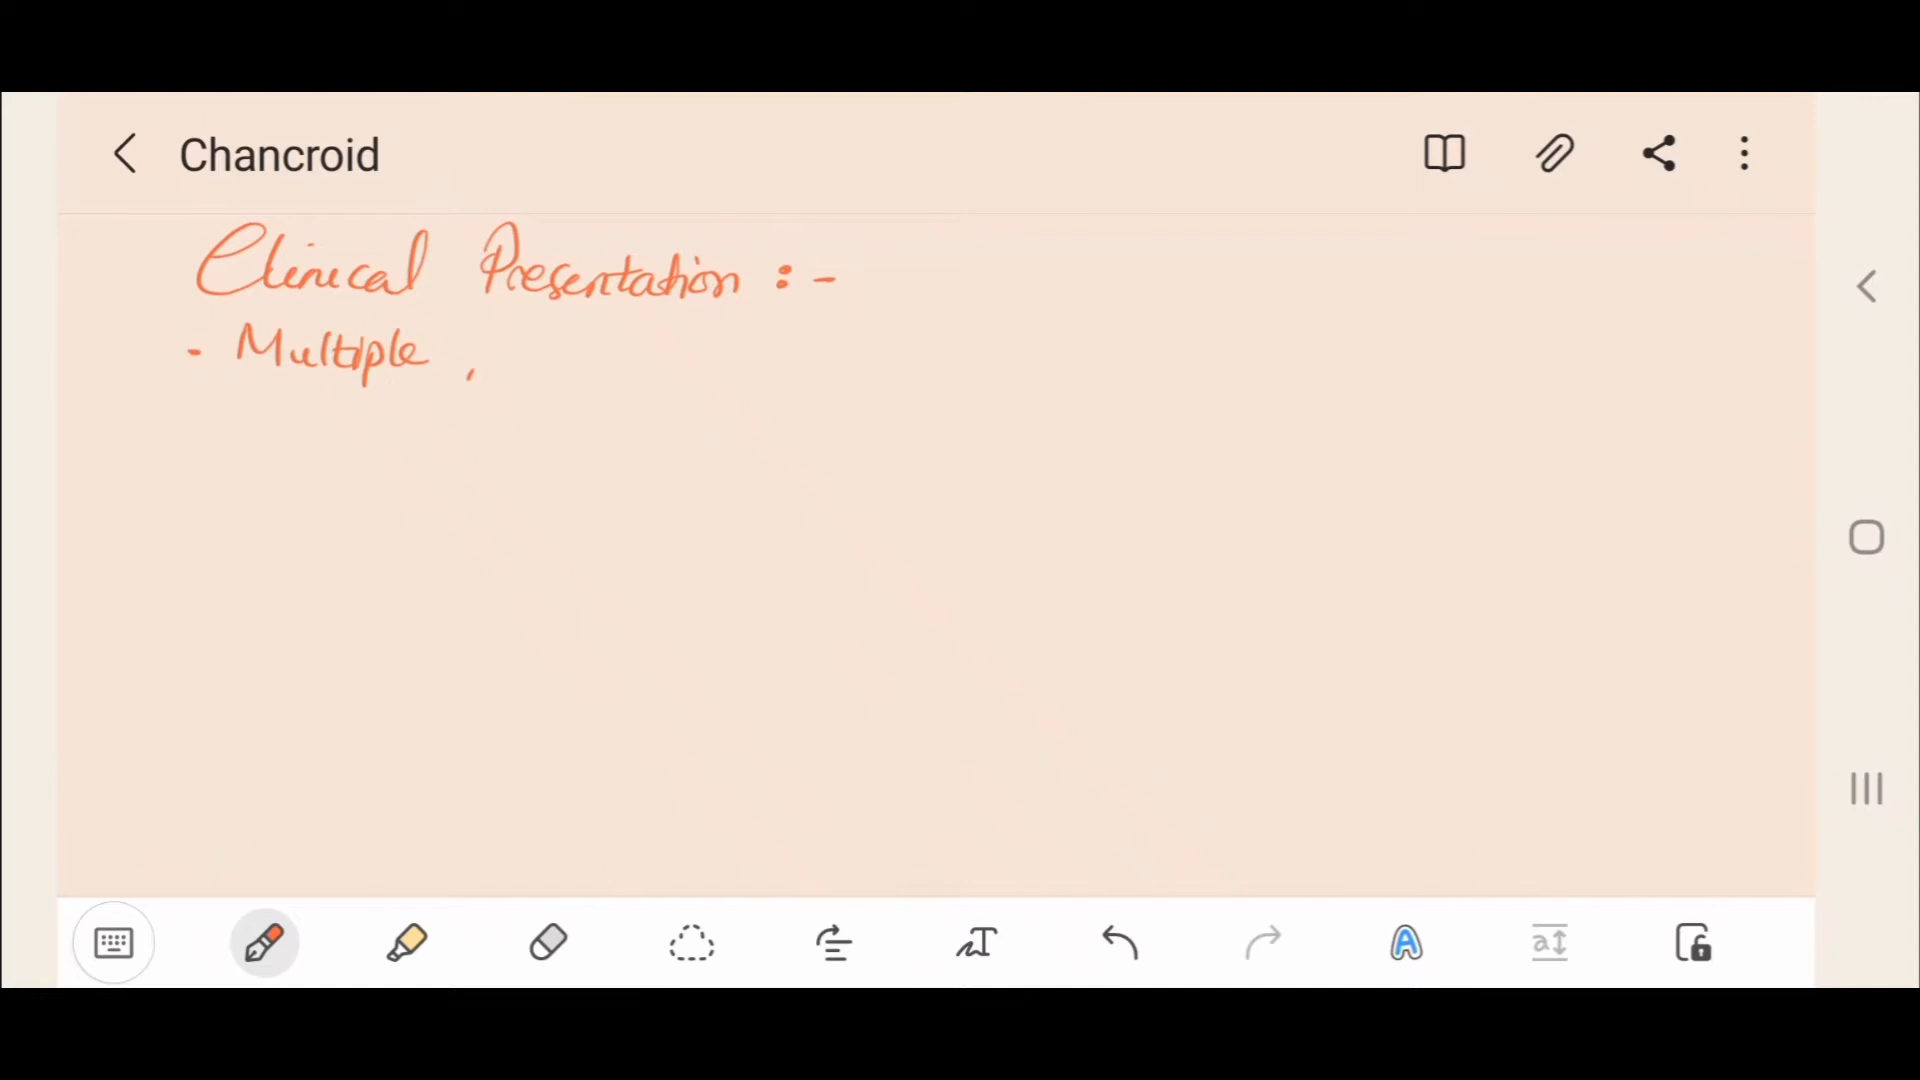 Chancroid
Clinical Presentation :-
- Multiple ,